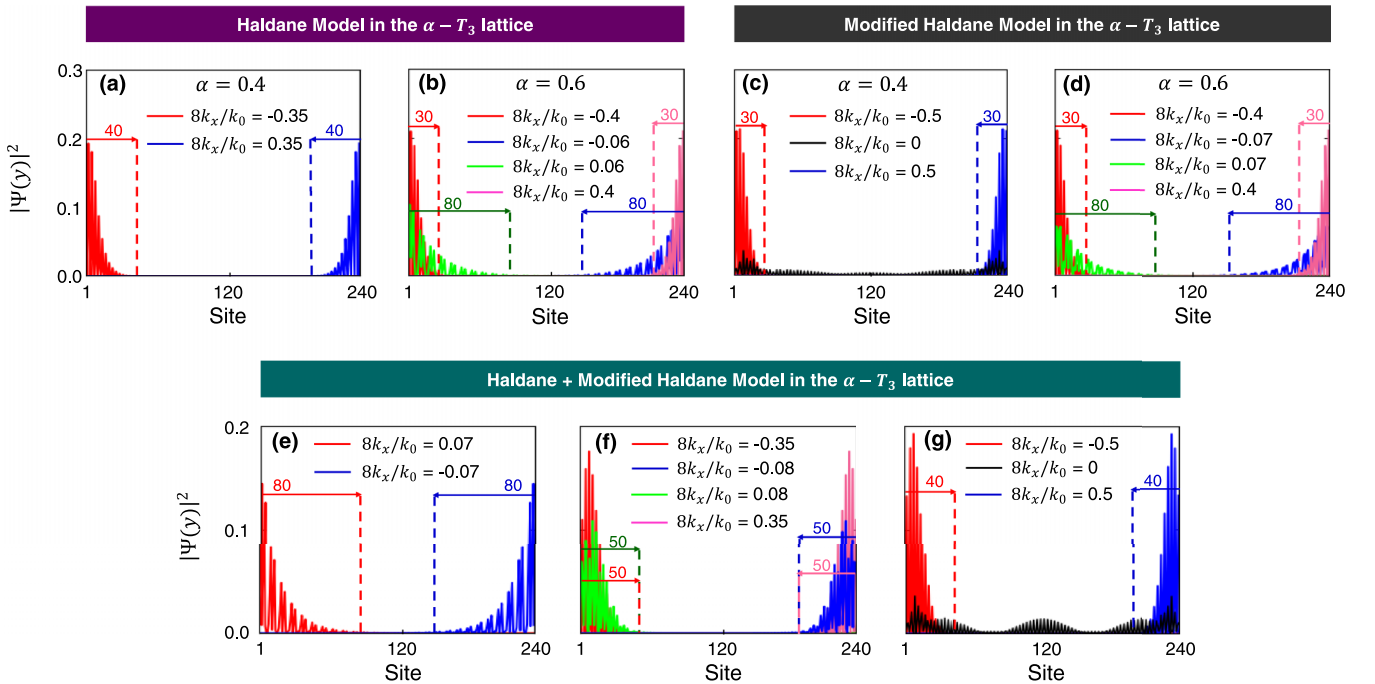 Haldane Model in the α − T₃ lattice
Modified Haldane Model in the α − T₃ lattice
(a)
α = 0.4
8kₓ/k₀ = -0.35
8kₓ/k₀ = 0.35
40
40
0.3
0.2
0.1
0.0
|Ψ(y)|²
1
120
240
Site
(b)
α = 0.6
8kₓ/k₀ = -0.4
8kₓ/k₀ = -0.06
8kₓ/k₀ = 0.06
8kₓ/k₀ = 0.4
30
30
80
80
1
120
240
Site
(c)
α = 0.4
8kₓ/k₀ = -0.5
8kₓ/k₀ = 0
8kₓ/k₀ = 0.5
30
30
1
120
240
Site
(d)
α = 0.6
8kₓ/k₀ = -0.4
8kₓ/k₀ = -0.07
8kₓ/k₀ = 0.07
8kₓ/k₀ = 0.4
30
30
80
80
1
120
240
Site
Haldane + Modified Haldane Model in the α − T₃ lattice
(e)
8kₓ/k₀ = 0.07
8kₓ/k₀ = -0.07
80
80
0.2
0.1
0.0
|Ψ(y)|²
1
120
240
Site
(f)
8kₓ/k₀ = -0.35
8kₓ/k₀ = -0.08
8kₓ/k₀ = 0.08
8kₓ/k₀ = 0.35
50
50
50
50
1
120
240
Site
(g)
8kₓ/k₀ = -0.5
8kₓ/k₀ = 0
8kₓ/k₀ = 0.5
40
40
1
120
240
Site